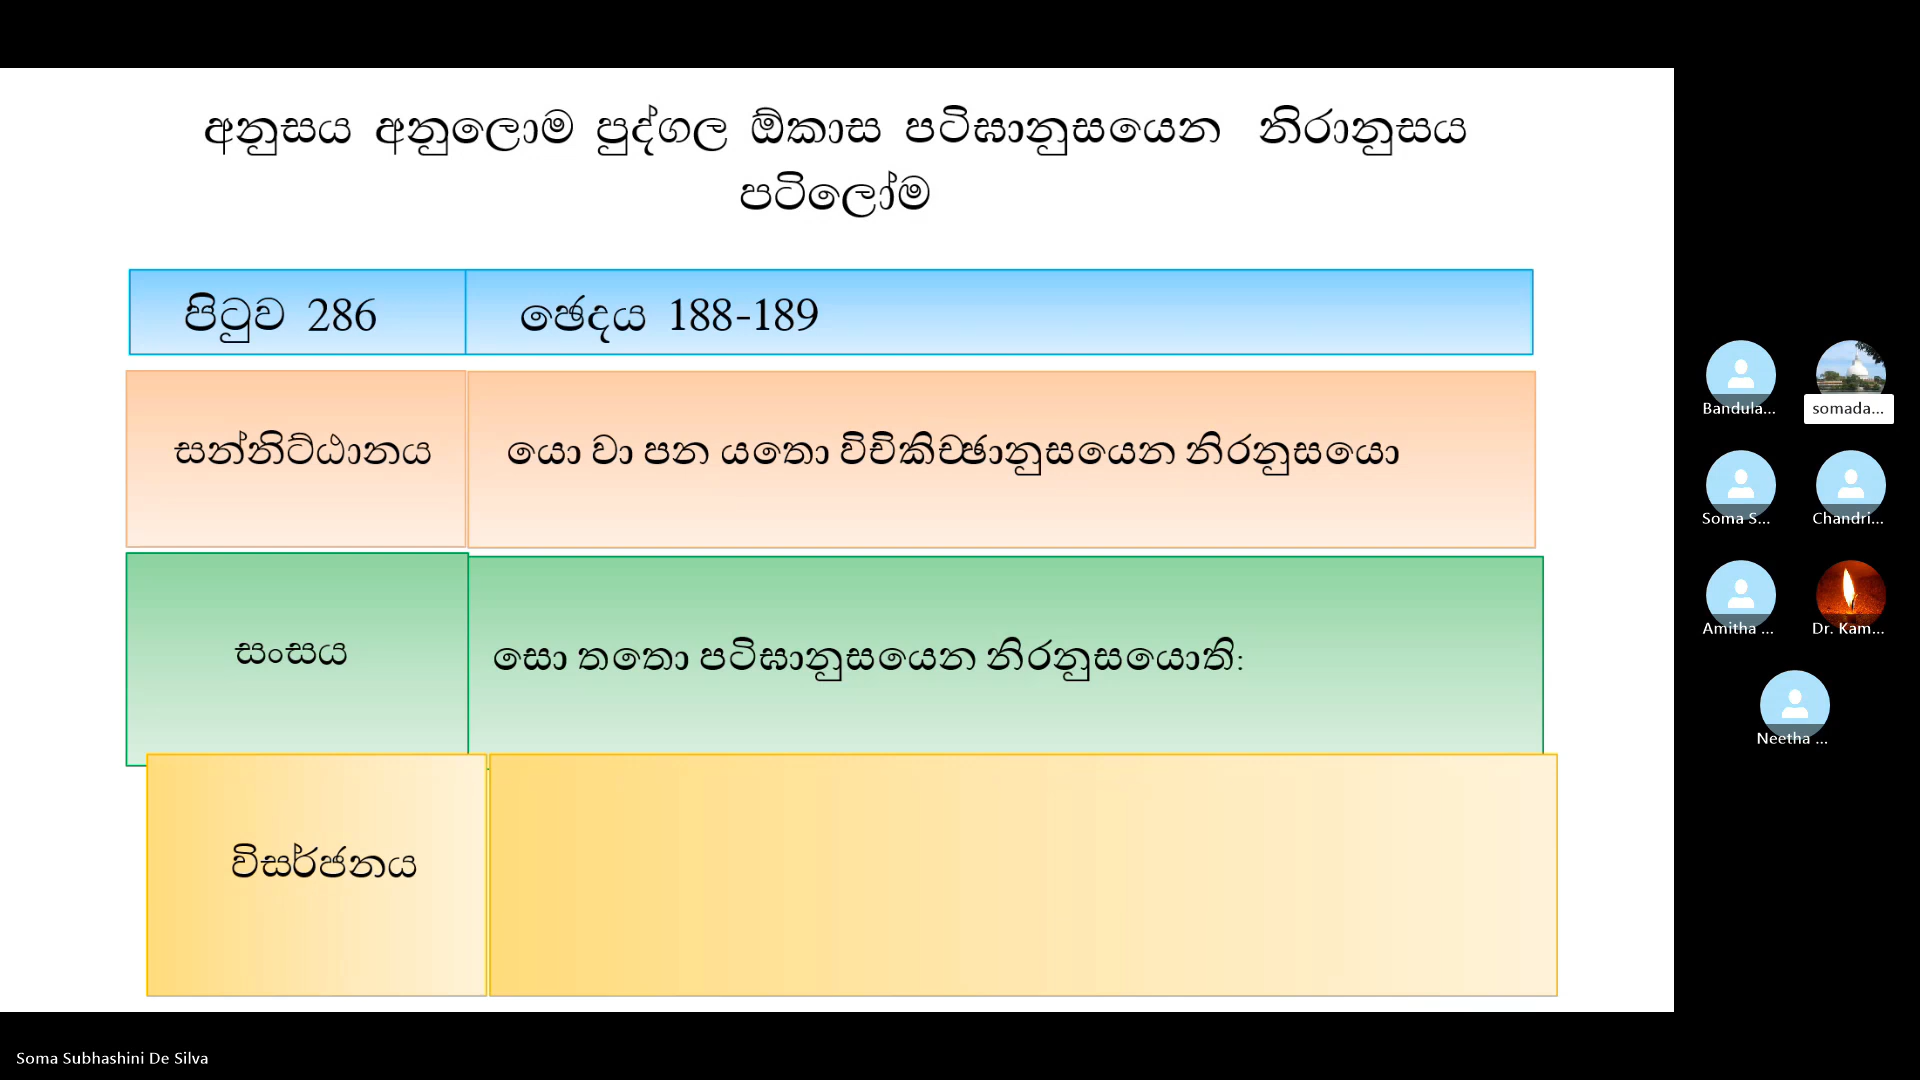 අනුසය අනුලොම පුද්ගල ඕකාස පටිඝානුසයෙන නිරානුසය
පටිලෝම
පිටුව 286 ඡෙදය 188-189
සන්නිට්ඨානය යො වා පන යතො විචිකිච්ඡානුසයෙන නිරනුසයො
සංසය සො තතො පටිඝානුසයෙන නිරනුසයොති:
විසර්ජනය
Bandula... somada...
Soma S... Chandri...
Amitha ... Dr. Kam...
Neetha ...
Soma Subhashini De Silva